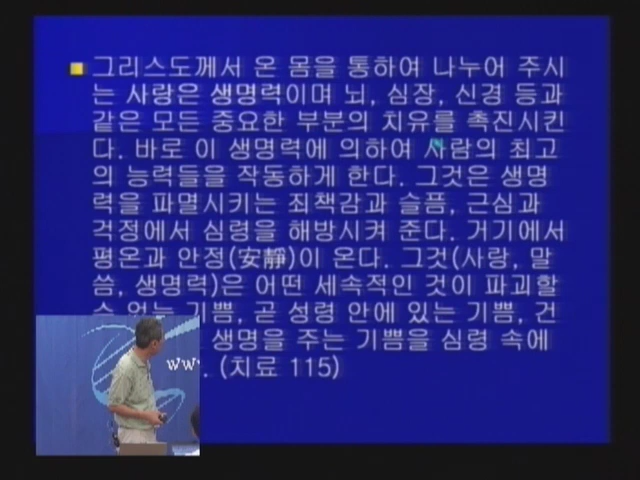 그리스도께서 온 몸을 통하여 나누어 주시
는 사랑은 생명력이며 뇌, 심장, 신경 등과
같은 모든 중요한 부분의 치유를 촉진시킨
다. 바로 이 생명력에 의하여 사람의 최고
의 능력들을 작동하게 한다. 그것은 생명
력을 파멸시키는 죄책감과 슬픔, 근심과
걱정에서 심령을 해방시켜 준다. 거기에서
평온과 안정(安靜)이 온다. 그것(사랑, 말
씀, 생명력)은 어떤 세속적인 것이 파괴할
수 없는 기쁨, 곧 성령 안에 있는 기쁨, 건
생명을 주는 기쁨을 심령 속에
. (치료 115)
www